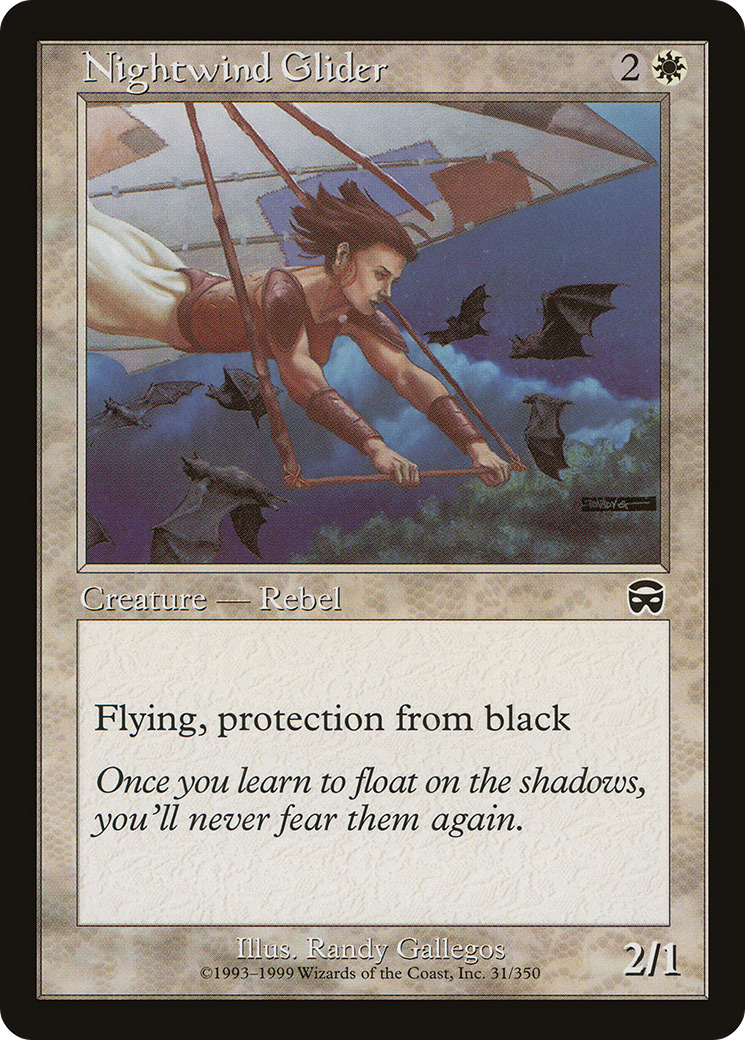 Nightwind Glider 2
Creature — Rebel
Flying, protection from black
Once you learn to float on the shadows,
you'll never fear them again.
Illus. Randy Gallegos
©1993–1999 Wizards of the Coast, Inc. 31/350
2/1